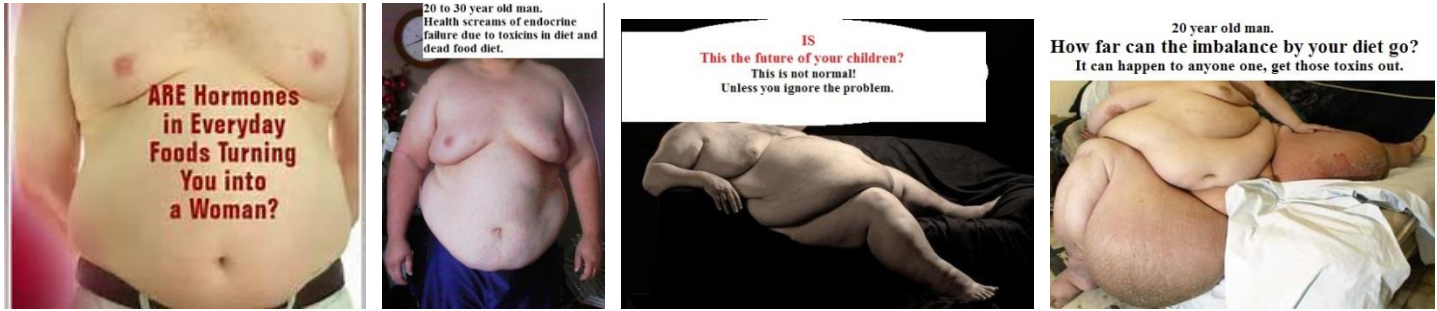 ARE Hormones
in Everyday
Foods Turning
You into
a Woman?
20 to 30 year old man.
Health screams of endocrine
failure due to toxicins in diet and
dead food diet.
IS
This the future of your children?
This is not normal!
Unless you ignore the problem.
20 year old man.
How far can the imbalance by your diet go?
It can happen to anyone one, get those toxins out.